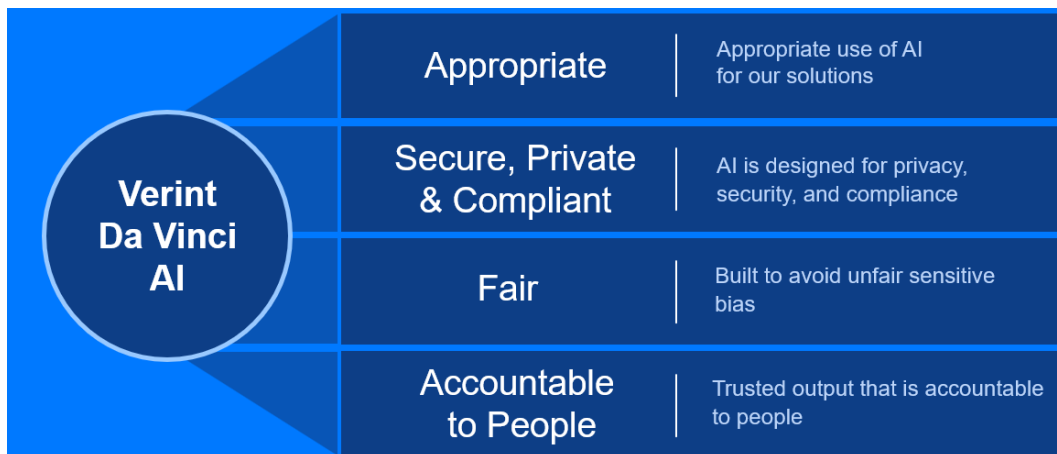 Verint
Da Vinci
AI
Appropriate
Appropriate use of AI
for our solutions
Secure, Private
& Compliant
AI is designed for privacy,
security, and compliance
Fair
Built to avoid unfair sensitive
bias
Accountable
to People
Trusted output that is accountable
to people